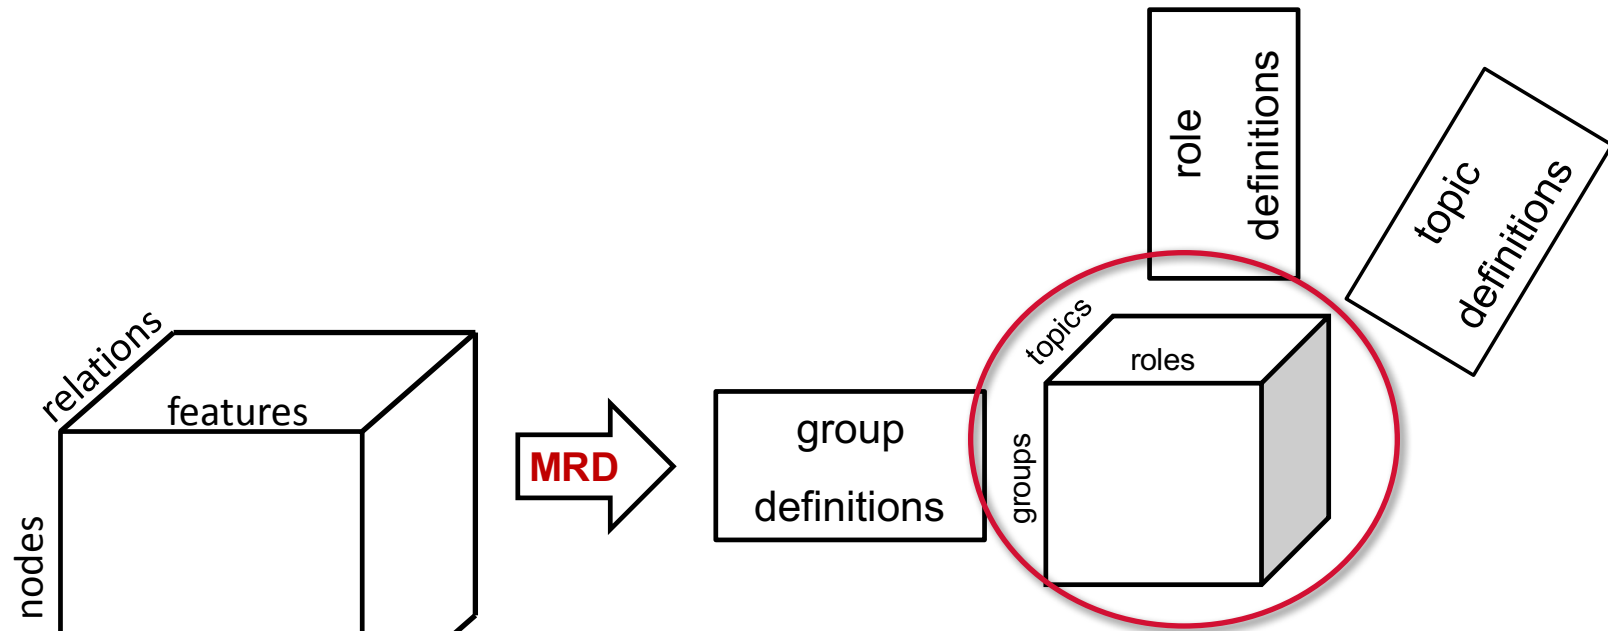 role
definitions
topic
definitions
relations
features
nodes
MRD
group
definitions
topics
roles
groups